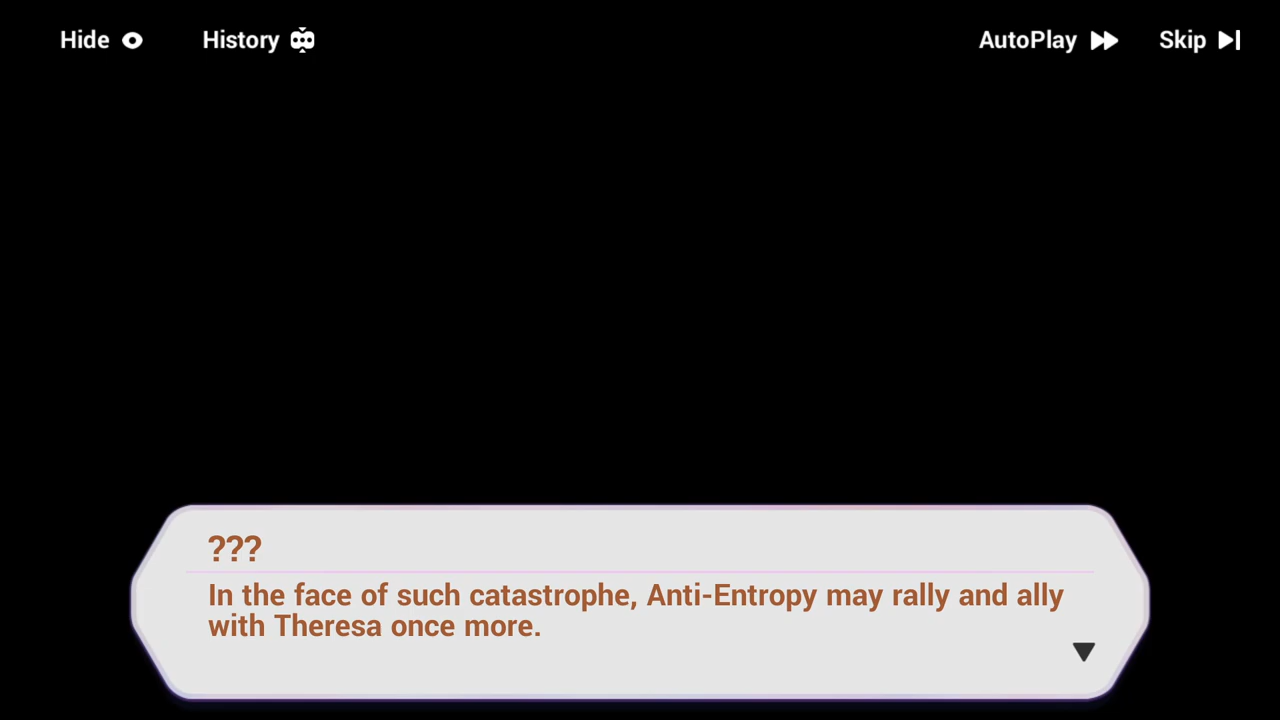 Hide
History
AutoPlay
Skip
???
In the face of such catastrophe, Anti-Entropy may rally and ally
with Theresa once more.